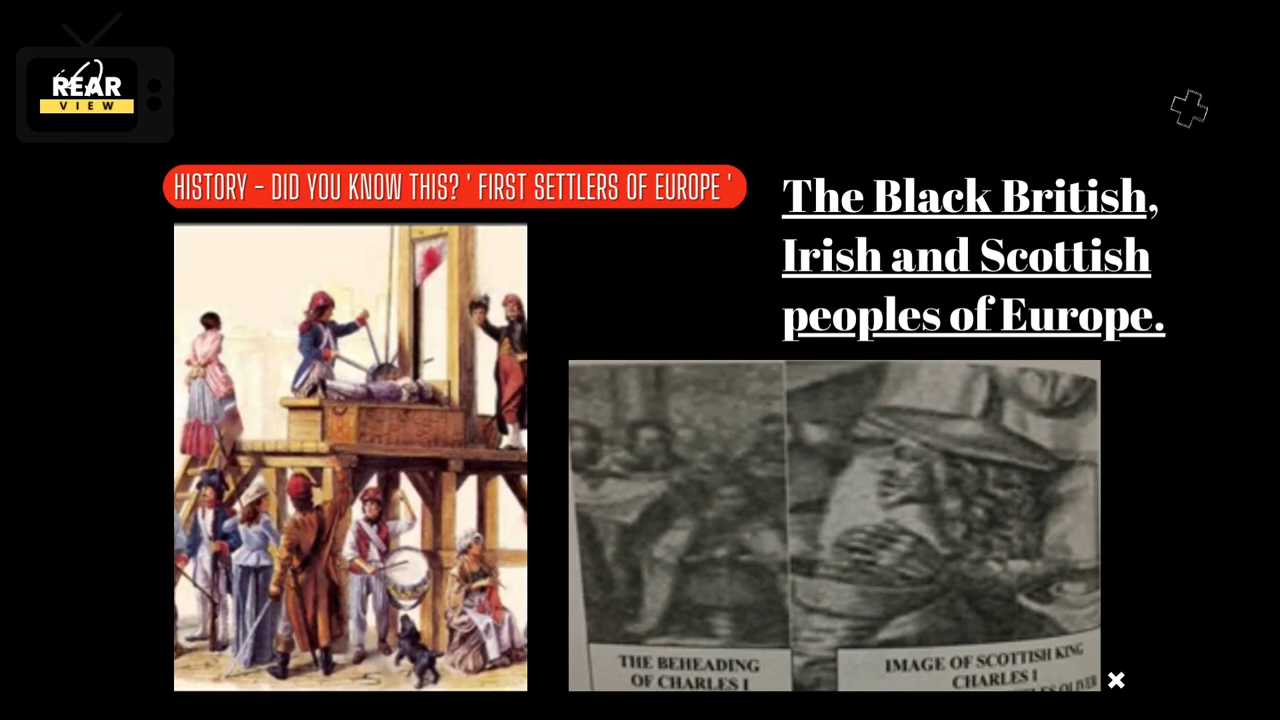 REAR
VIEW
HISTORY - DID YOU KNOW THIS? ' FIRST SETTLERS OF EUROPE '
The Black British,
Irish and Scottish
peoples of Europe.
THE BEHEADING
OF CHARLES I
IMAGE OF SCOTTISH KING
CHARLES I
OLIVER